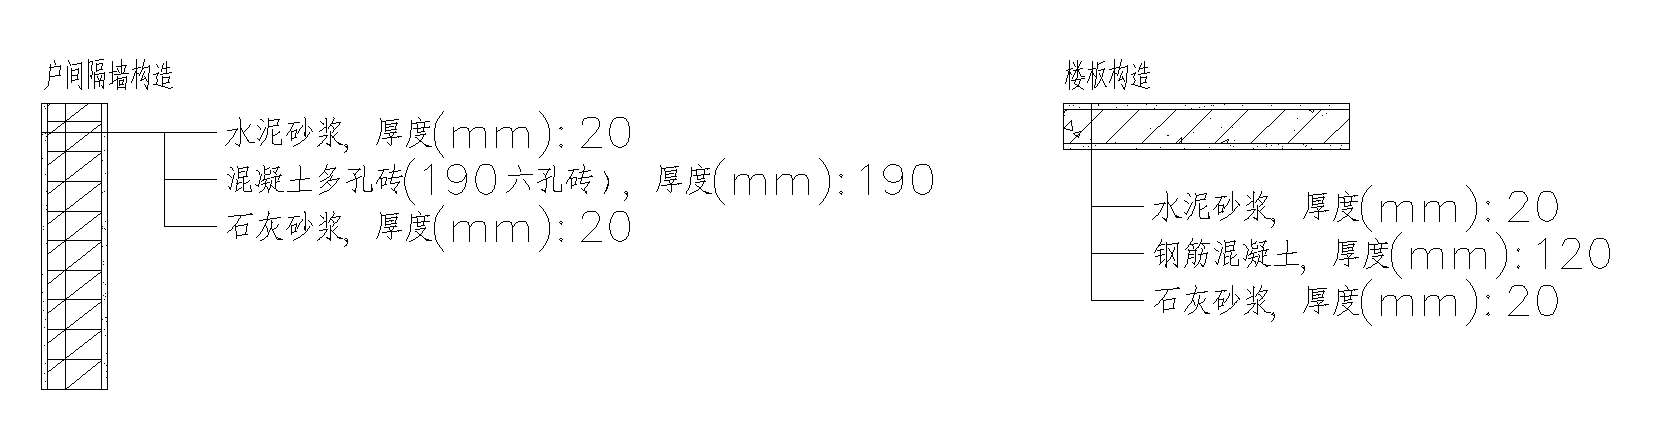 户间隔墙构造
水泥砂浆, 厚度(mm): 20
混凝土多孔砖(190六孔砖), 厚度(mm): 190
石灰砂浆, 厚度(mm): 20
楼板构造
水泥砂浆, 厚度(mm): 20
钢筋混凝土, 厚度(mm): 120
石灰砂浆, 厚度(mm): 20